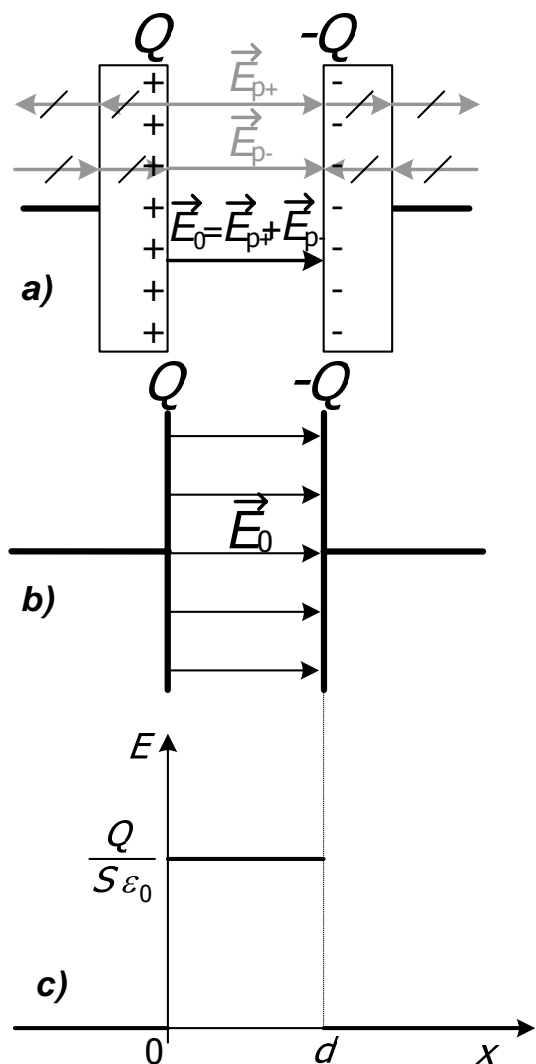 Q -Q
+ -
E⃗p+
+ -
E⃗p-
+ -
+ -
E⃗0=E⃗p++E⃗p-
+ -
a)
+ -
+ -
Q -Q
E⃗0
b)
E
Q
Sε0
c)
0 d x